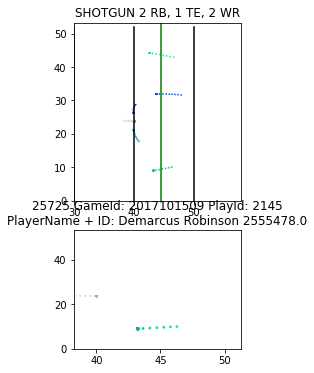 SHOTGUN 2 RB, 1 TE, 2 WR
50
40
30
20
10
0
30 40 50
25725 GameId: 2017101509 PlayId: 2145
PlayerName + ID: Demarcus Robinson 2555478.0
40
20
0
40 45 50